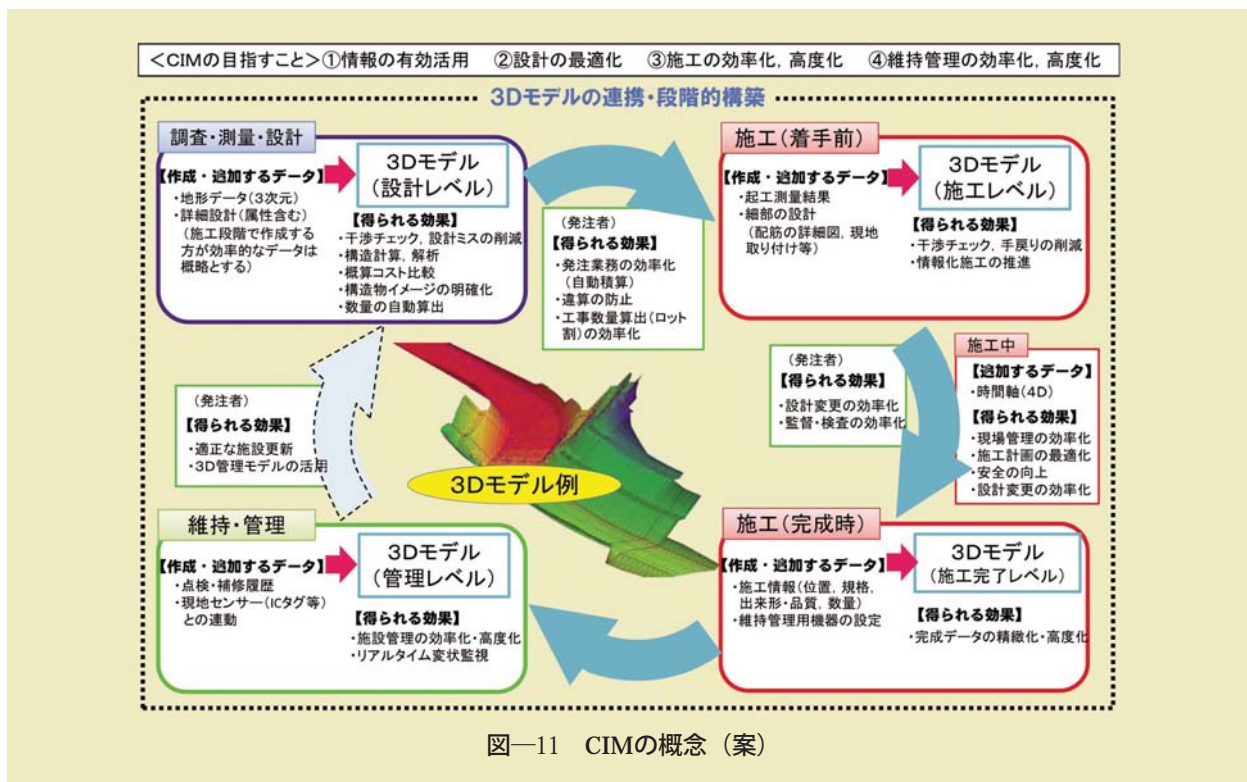 ＜CIMの目指すこと＞①情報の有効活用　②設計の最適化　③施工の効率化，高度化　④維持管理の効率化，高度化
3Dモデルの連携・段階的構築
調査・測量・設計
【作成・追加するデータ】
・地形データ（3次元）
・詳細設計（属性含む）
（施工段階で作成する
方が効率的なデータは
概略とする）
3Dモデル
（設計レベル）
【得られる効果】
・干渉チェック，設計ミスの削減
・構造計算，解析
・概算コスト比較
・構造物イメージの明確化
・数量の自動算出
（発注者）
【得られる効果】
・発注業務の効率化
（自動積算）
・違算の防止
・工事数量算出（ロット
割）の効率化
施工（着手前）
【作成・追加するデータ】
・起工測量結果
・細部の設計
（配筋の詳細図，現地
取り付け等）
3Dモデル
（施工レベル）
【得られる効果】
・干渉チェック，手戻りの削減
・情報化施工の推進
（発注者）
【得られる効果】
・設計変更の効率化
・監督・検査の効率化
施工中
【追加するデータ】
・時間軸（4D）
【得られる効果】
・現場管理の効率化
・施工計画の最適化
・安全の向上
・設計変更の効率化
（発注者）
【得られる効果】
・適正な施設更新
・3D管理モデルの活用
3Dモデル例
維持・管理
【作成・追加するデータ】
・点検・補修履歴
・現地センサー（ICタグ等）
との連動
3Dモデル
（管理レベル）
【得られる効果】
・施設管理の効率化・高度化
・リアルタイム変状監視
施工（完成時）
【作成・追加するデータ】
・施工情報（位置，規格，
出来形・品質，数量）
・維持管理用機器の設定
3Dモデル
（施工完了レベル）
【得られる効果】
・完成データの精緻化・高度化
図―11　CIMの概念（案）